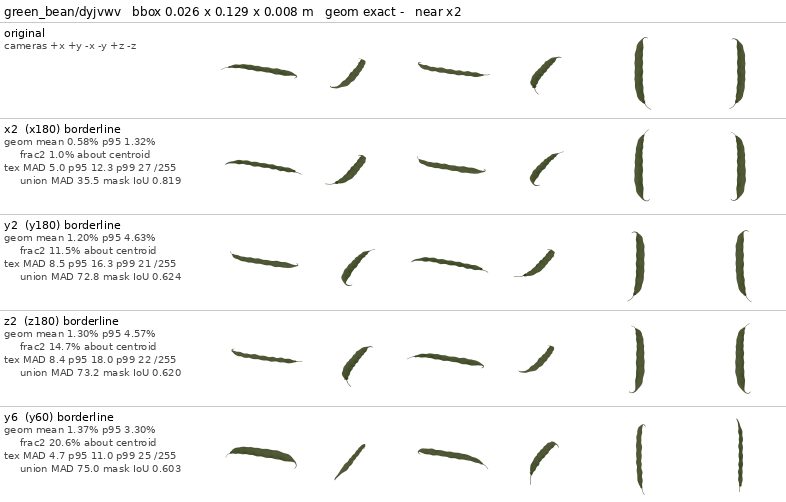 green_bean/dyjvwv   bbox 0.026 x 0.129 x 0.008 m   geom exact -   near x2
original
cameras +x +y -x -y +z -z
x2  (x180) borderline
geom mean 0.58% p95 1.32%
frac2 1.0% about centroid
tex MAD 5.0 p95 12.3 p99 27 /255
union MAD 35.5 mask IoU 0.819
y2  (y180) borderline
geom mean 1.20% p95 4.63%
frac2 11.5% about centroid
tex MAD 8.5 p95 16.3 p99 21 /255
union MAD 72.8 mask IoU 0.624
z2  (z180) borderline
geom mean 1.30% p95 4.57%
frac2 14.7% about centroid
tex MAD 8.4 p95 18.0 p99 22 /255
union MAD 73.2 mask IoU 0.620
y6  (y60) borderline
geom mean 1.37% p95 3.30%
frac2 20.6% about centroid
tex MAD 4.7 p95 11.0 p99 25 /255
union MAD 75.0 mask IoU 0.603